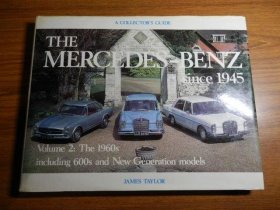 A COLLECTOR'S GUIDE
THE
MERCEDES-BENZ
since 1945
Volume 2: The 1960s
including 600s and New Generation models
JAMES TAYLOR